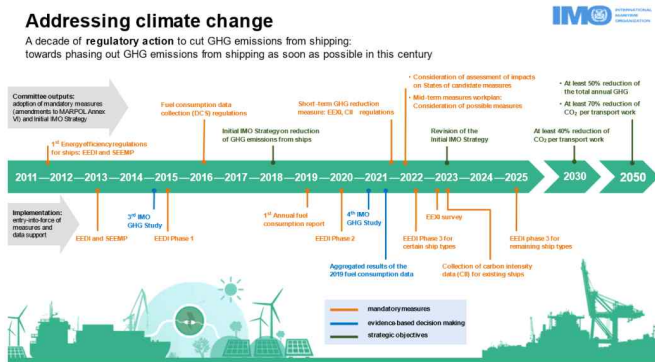 Addressing climate change
IMO
INTERNATIONAL
MARITIME
ORGANIZATION
A decade of regulatory action to cut GHG emissions from shipping:
towards phasing out GHG emissions from shipping as soon as possible in this century
Committee outputs:
adoption of mandatory measures
(amendments to MARPOL Annex
VI) and Initial IMO Strategy
1st Energy efficiency regulations
for ships: EEDI and SEEMP
Fuel consumption data
collection (DCS) regulations
Initial IMO Strategy on reduction
of GHG emissions from ships
Short-term GHG reduction
measure: EEXI, CII regulations
• Consideration of assessment of impacts
on States of candidate measures
• Mid-term measures workplan:
Consideration of possible measures
Revision of the
Initial IMO Strategy
At least 40% reduction of
CO2 per transport work
• At least 50% reduction of
the total annual GHG
• At least 70% reduction of
CO2 per transport work
2011—2012—2013—2014—2015—2016—2017—2018—2019—2020—2021—2022—2023—2024—2025
2030
2050
Implementation:
entry-into-force of
measures and
data support
EEDI and SEEMP
3rd IMO
GHG Study
EEDI Phase 1
1st Annual fuel
consumption report
EEDI Phase 2
4th IMO
GHG Study
Aggregated results of the
2019 fuel consumption data
EEDI Phase 3 for
certain ship types
EEXI survey
Collection of carbon intensity
data (CII) for existing ships
EEDI phase 3 for
remaining ship types
mandatory measures
evidence-based decision making
strategic objectives